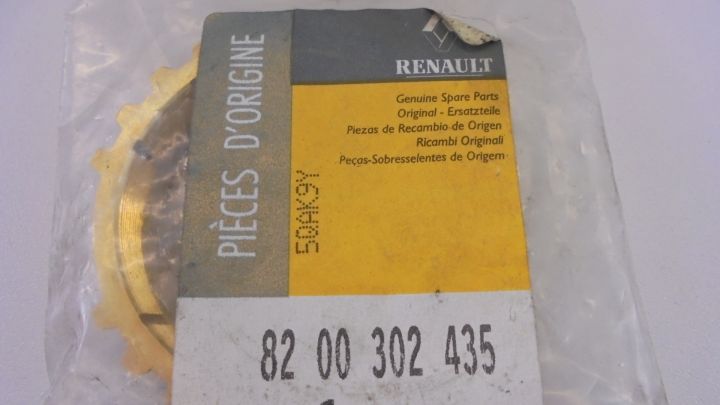 PIÈCES D'ORIGINE
RENAULT
Genuine Spare Parts
Original - Ersatzteile
Piezas de Recambio de Origen
Ricambi Originali
Peças-Sobresselentes de Origem
50AK9Y
82 00 302 435